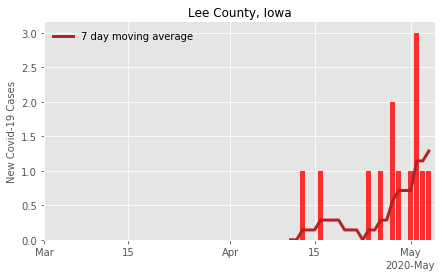 Lee County, Iowa
7 day moving average
New Covid-19 Cases
3.0
2.5
2.0
1.5
1.0
0.5
0.0
Mar 15 Apr 15 May
2020-May